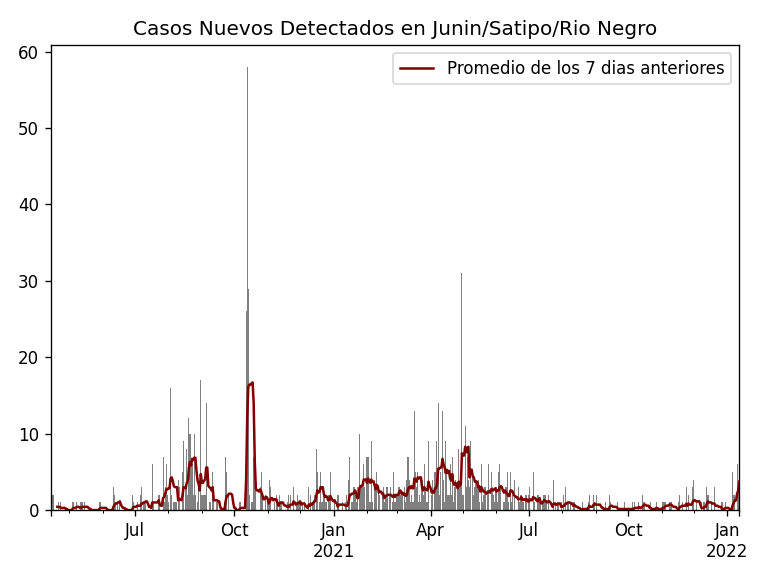 Casos Nuevos Detectados en Junin/Satipo/Rio Negro
Promedio de los 7 dias anteriores
60
50
40
30
20
10
0
Jul
Oct
Jan
2021
Apr
Jul
Oct
Jan
2022